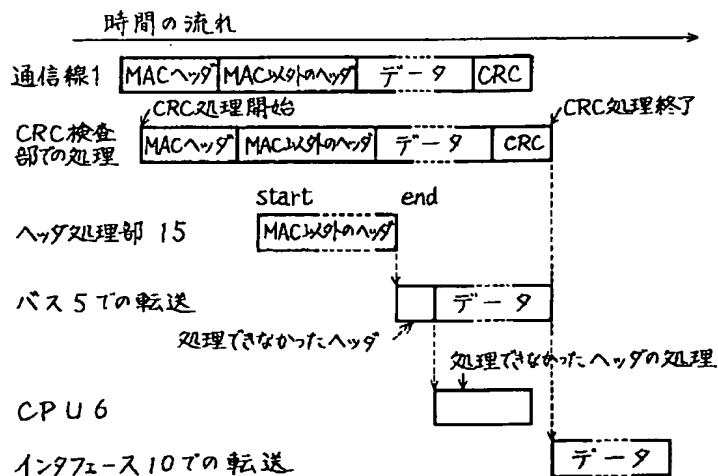 時間の流れ
通信線1 MACヘッダ MAC以外のヘッダ データ CRC
CRC処理開始 CRC処理終了
CRC検査部での処理 MACヘッダ MAC以外のヘッダ データ CRC
start end
ヘッダ処理部 15 MAC以外のヘッダ
バス5での転送 データ
処理できなかったヘッダ
処理できなかったヘッダの処理
CPU6
インタフェース10での転送 データ